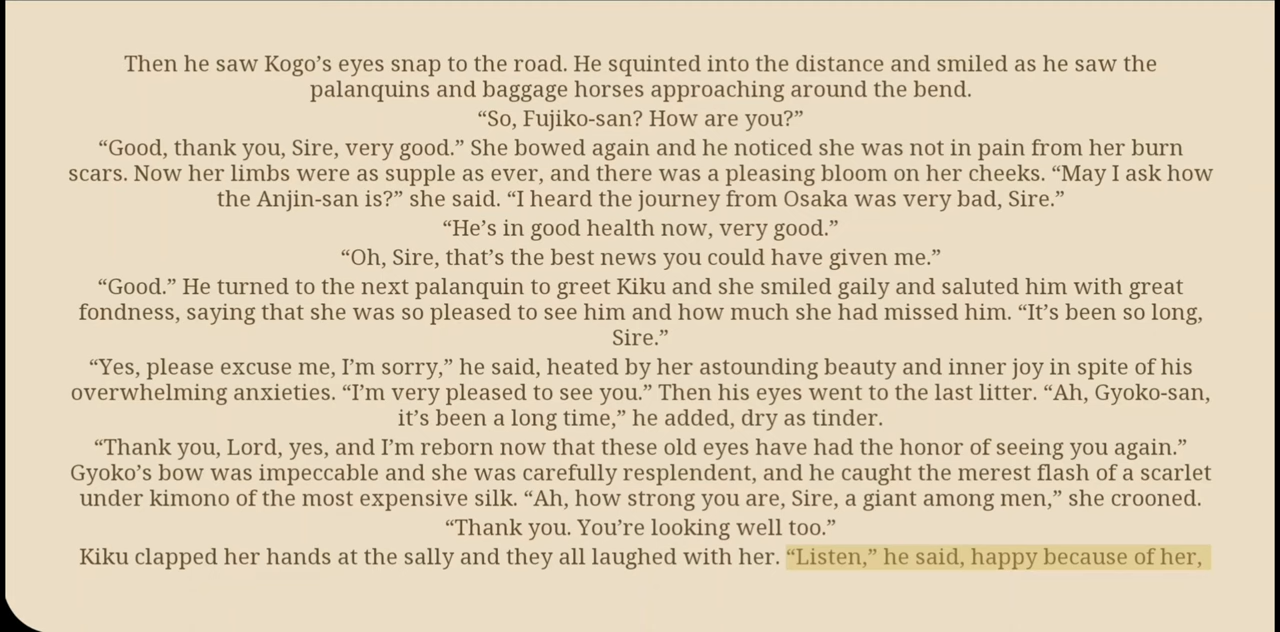 Then he saw Kogo’s eyes snap to the road. He squinted into the distance and smiled as he saw the
palanquins and baggage horses approaching around the bend.
“So, Fujiko-san? How are you?”
“Good, thank you, Sire, very good.” She bowed again and he noticed she was not in pain from her burn
scars. Now her limbs were as supple as ever, and there was a pleasing bloom on her cheeks. “May I ask how
the Anjin-san is?” she said. “I heard the journey from Osaka was very bad, Sire.”
“He’s in good health now, very good.”
“Oh, Sire, that’s the best news you could have given me.”
“Good.” He turned to the next palanquin to greet Kiku and she smiled gaily and saluted him with great
fondness, saying that she was so pleased to see him and how much she had missed him. “It’s been so long,
Sire.”
“Yes, please excuse me, I’m sorry,” he said, heated by her astounding beauty and inner joy in spite of his
overwhelming anxieties. “I’m very pleased to see you.” Then his eyes went to the last litter. “Ah, Gyoko-san,
it’s been a long time,” he added, dry as tinder.
“Thank you, Lord, yes, and I’m reborn now that these old eyes have had the honor of seeing you again.”
Gyoko’s bow was impeccable and she was carefully resplendent, and he caught the merest flash of a scarlet
under kimono of the most expensive silk. “Ah, how strong you are, Sire, a giant among men,” she crooned.
“Thank you. You’re looking well too.”
Kiku clapped her hands at the sally and they all laughed with her. “Listen,” he said, happy because of her,